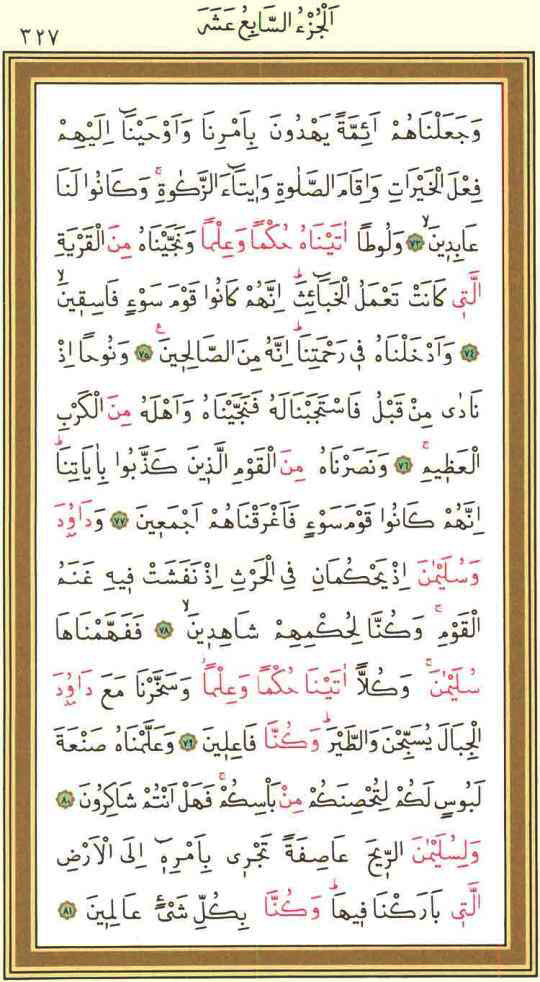 اَلْجُزْءُ السَّابِعُ عَشَرَ
٣٢٧
وَجَعَلْنَاهُمْ اَئِمَّةً يَهْدُونَ بِاَمْرِنَا وَاَوْحَيْنَٓا اِلَيْهِمْ
فِعْلَ الْخَيْرَاتِ وَاِقَامَ الصَّلٰوةِ وَا۪يتَٓاءَ الزَّكٰوةِۚ وَكَانُوا لَنَا
عَابِد۪ينَۙ ﴿٧٣﴾ وَلُوطًا اٰتَيْنَاهُ حُكْمًا وَعِلْمًا وَنَجَّيْنَاهُ مِنَ الْقَرْيَةِ
الَّت۪ي كَانَتْ تَعْمَلُ الْخَبَٓائِثَۜ اِنَّهُمْ كَانُوا قَوْمَ سَوْءٍ فَاسِق۪ينَۙ
﴿٧٤﴾ وَاَدْخَلْنَاهُ ف۪ي رَحْمَتِنَاۜ اِنَّهُ مِنَ الصَّالِح۪ينَ۟ ﴿٧٥﴾ وَنُوحًا اِذْ
نَادٰى مِنْ قَبْلُ فَاسْتَجَبْنَا لَهُ فَنَجَّيْنَاهُ وَاَهْلَهُ مِنَ الْكَرْبِ
الْعَظ۪يمِۚ ﴿٧٦﴾ وَنَصَرْنَاهُ مِنَ الْقَوْمِ الَّذ۪ينَ كَذَّبُوا بِاٰيَاتِنَاۜ
اِنَّهُمْ كَانُوا قَوْمَ سَوْءٍ فَاَغْرَقْنَاهُمْ اَجْمَع۪ينَ ﴿٧٧﴾ وَدَاوُ۫دَ
وَسُلَيْمٰنَ اِذْ يَحْكُمَانِ فِي الْحَرْثِ اِذْ نَفَشَتْ ف۪يهِ غَنَمُ
الْقَوْمِۚ وَكُنَّا لِحُكْمِهِمْ شَاهِد۪ينَۙ ﴿٧٨﴾ فَفَهَّمْنَاهَا
سُلَيْمٰنَۚ وَكُلًّا اٰتَيْنَا حُكْمًا وَعِلْمًاۘ وَسَخَّرْنَا مَعَ دَاوُ۫دَ
الْجِبَالَ يُسَبِّحْنَ وَالطَّيْرَۜ وَكُنَّا فَاعِل۪ينَ ﴿٧٩﴾ وَعَلَّمْنَاهُ صَنْعَةَ
لَبُوسٍ لَكُمْ لِتُحْصِنَكُمْ مِنْ بَأْسِكُمْۚ فَهَلْ اَنْتُمْ شَاكِرُونَ ﴿٨٠﴾
وَلِسُلَيْمٰنَ الرّ۪يحَ عَاصِفَةً تَجْر۪ي بِاَمْرِه۪ٓ اِلَى الْاَرْضِ
الَّت۪ي بَارَكْنَا ف۪يهَاۜ وَكُنَّا بِكُلِّ شَيْءٍ عَالِم۪ينَ ﴿٨١﴾